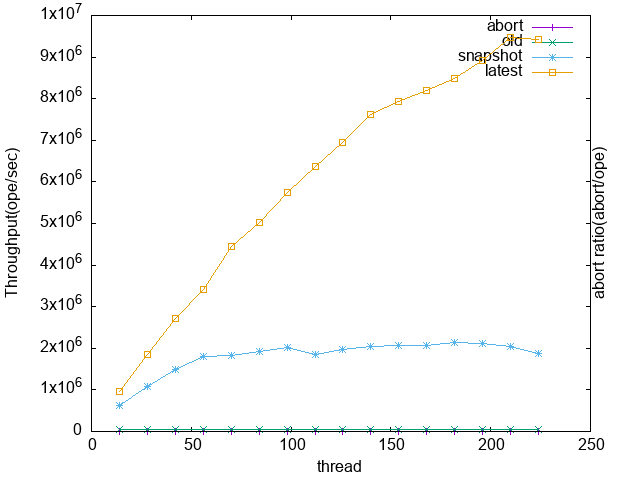 1x10^7
9x10^6
8x10^6
7x10^6
6x10^6
5x10^6
4x10^6
3x10^6
2x10^6
1x10^6
0
Throughput(ope/sec)
abort
old
snapshot
latest
abort ratio(abort/ope)
0 50 100 150 200 250
thread